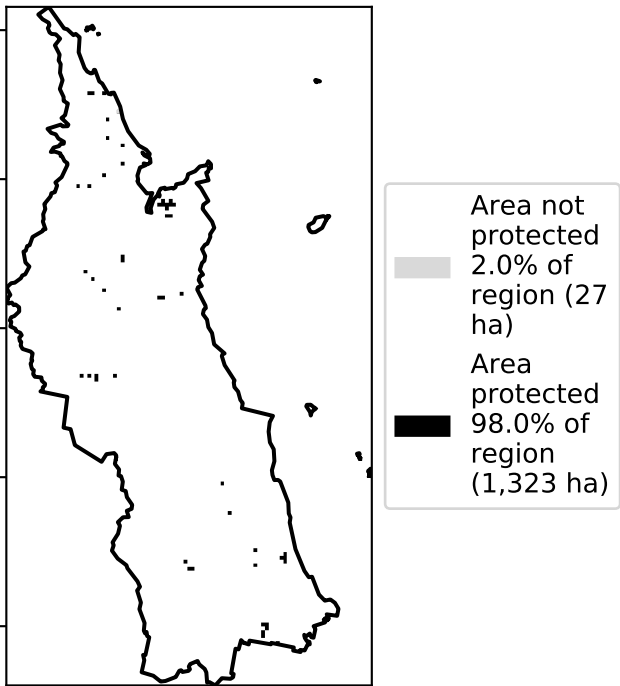 Area not
protected
2.0% of
region (27
ha)
Area
protected
98.0% of
region
(1,323 ha)